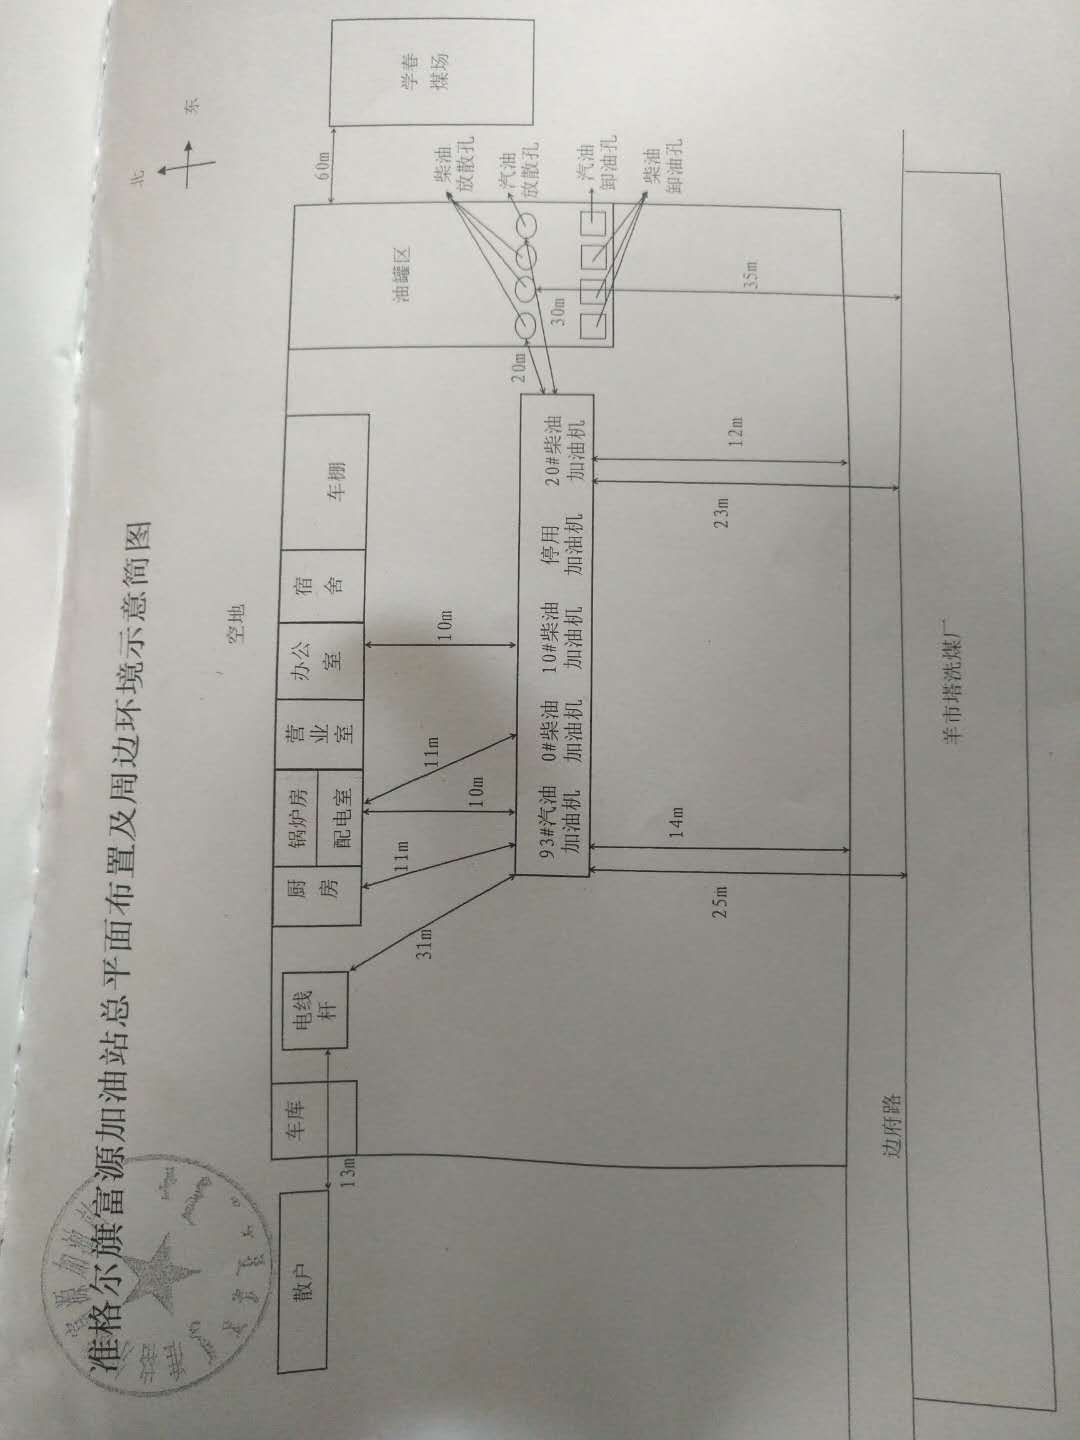 准格尔旗富源加油站总平面布置及周边环境示意简图
北
东
空地
散户
13m
车库
电线
杆
31m
厨
房
锅炉房
配电室
营
业
室
办公
室
宿
舍
车棚
油罐区
60m
学春
煤场
柴油
放散孔
汽油
放散孔
汽油
卸油孔
柴油
卸油孔
11m
10m
11m
10m
20m
30m
35m
93#汽油
加油机
0#柴油
加油机
10#柴油
加油机
停用
加油机
20#柴油
加油机
14m
25m
12m
23m
边府路
羊市塔洗煤厂